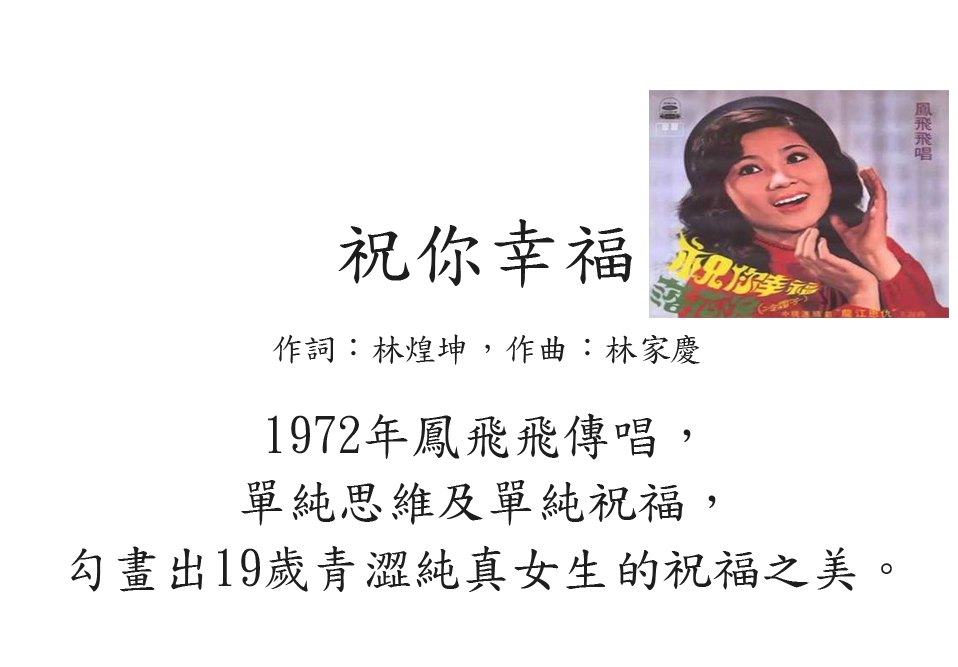 鳳飛飛唱
祝你幸福
祝你幸福
作詞：林煌坤，作曲：林家慶
1972年鳳飛飛傳唱，
單純思維及單純祝福，
勾畫出19歲青澀純真女生的祝福之美。